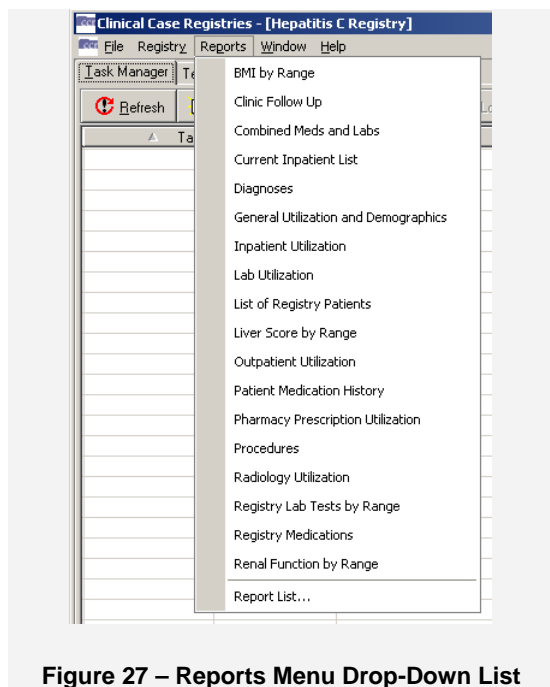 Clinical Case Registries - [Hepatitis C Registry]
File Registry Reports Window Help
Task Manager
Refresh
Ta
BMI by Range
Clinic Follow Up
Combined Meds and Labs
Current Inpatient List
Diagnoses
General Utilization and Demographics
Inpatient Utilization
Lab Utilization
List of Registry Patients
Liver Score by Range
Outpatient Utilization
Patient Medication History
Pharmacy Prescription Utilization
Procedures
Radiology Utilization
Registry Lab Tests by Range
Registry Medications
Renal Function by Range
Report List...
Figure 27 – Reports Menu Drop-Down List